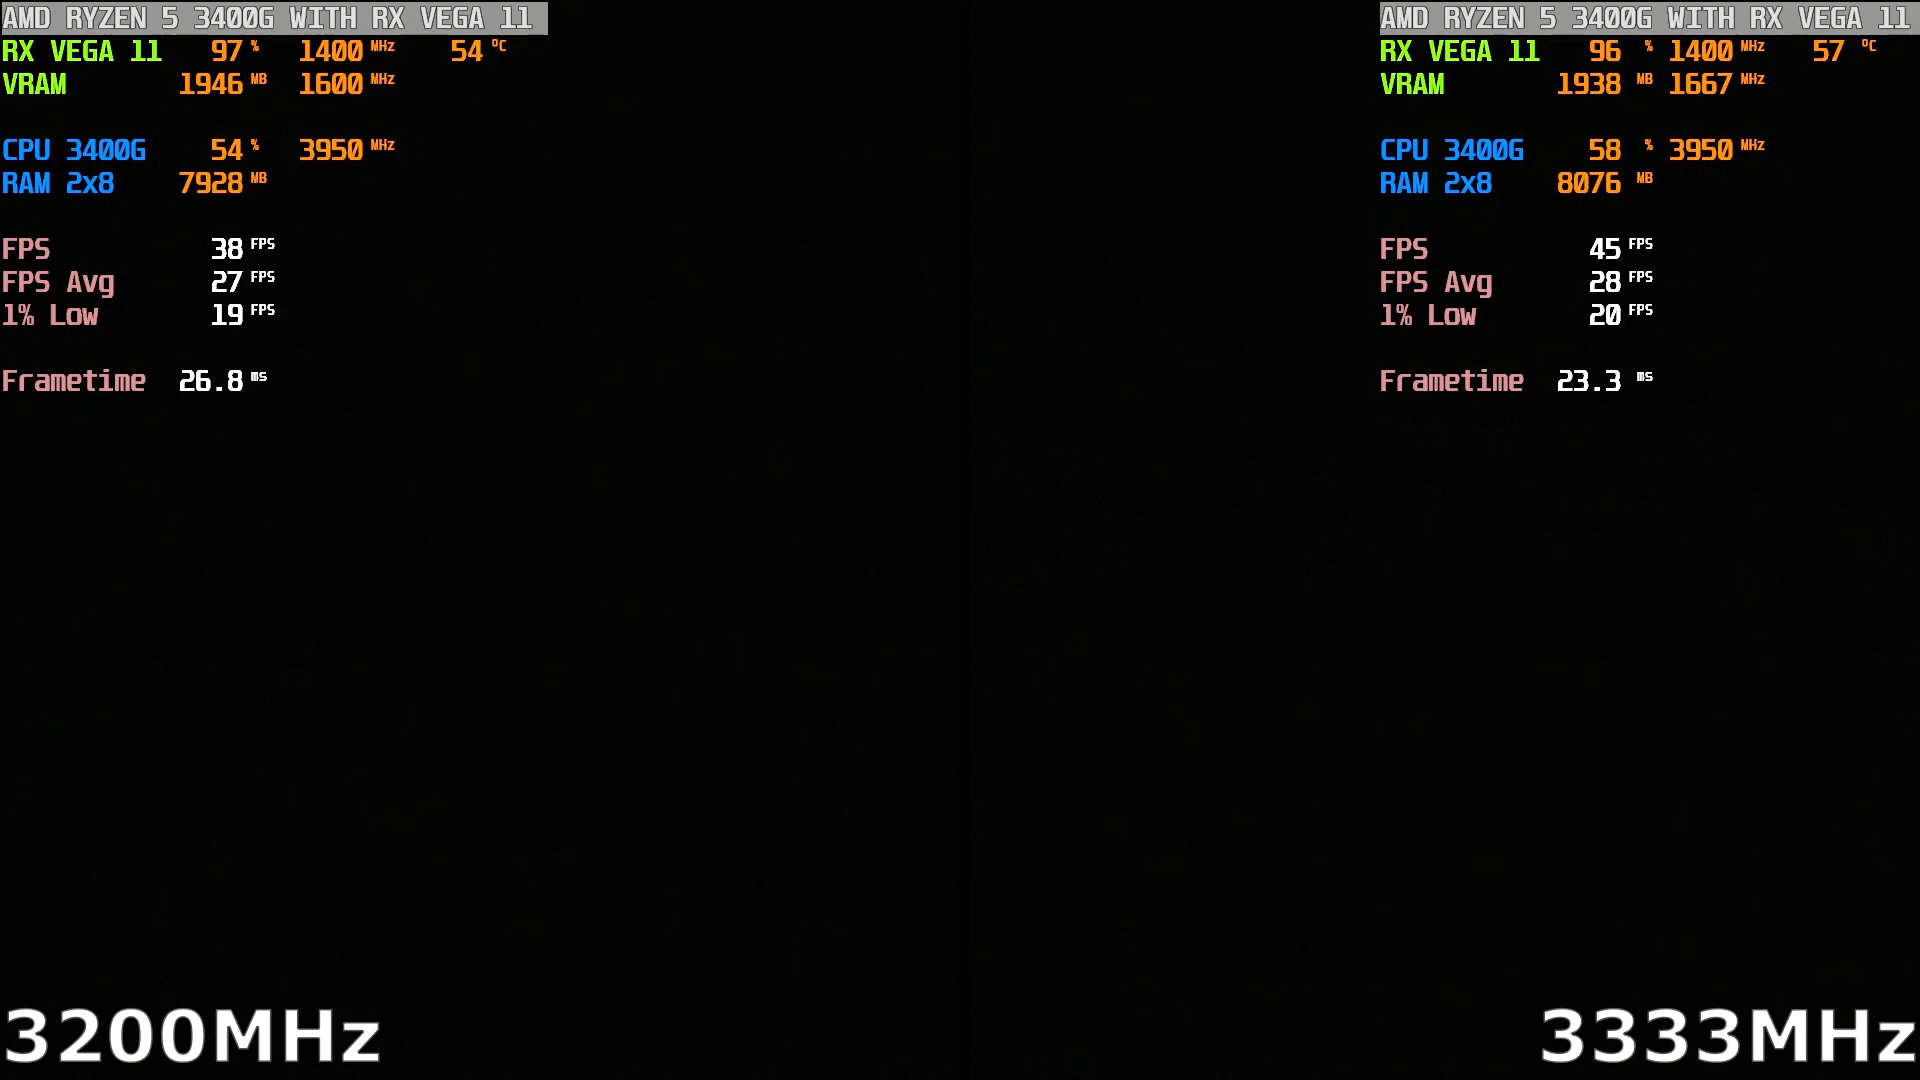 AMD RYZEN 5 3400G WITH RX VEGA 11
RX VEGA 11 97 % 1400 MHz 54 °C
VRAM 1946 MB 1600 MHz
CPU 3400G 54 % 3950 MHz
RAM 2x8 7928 MB
FPS 38 FPS
FPS Avg 27 FPS
1% Low 19 FPS
Frametime 26.8 ms
3200MHz
AMD RYZEN 5 3400G WITH RX VEGA 11
RX VEGA 11 96 % 1400 MHz 57 °C
VRAM 1938 MB 1667 MHz
CPU 3400G 58 % 3950 MHz
RAM 2x8 8076 MB
FPS 45 FPS
FPS Avg 28 FPS
1% Low 20 FPS
Frametime 23.3 ms
3333MHz